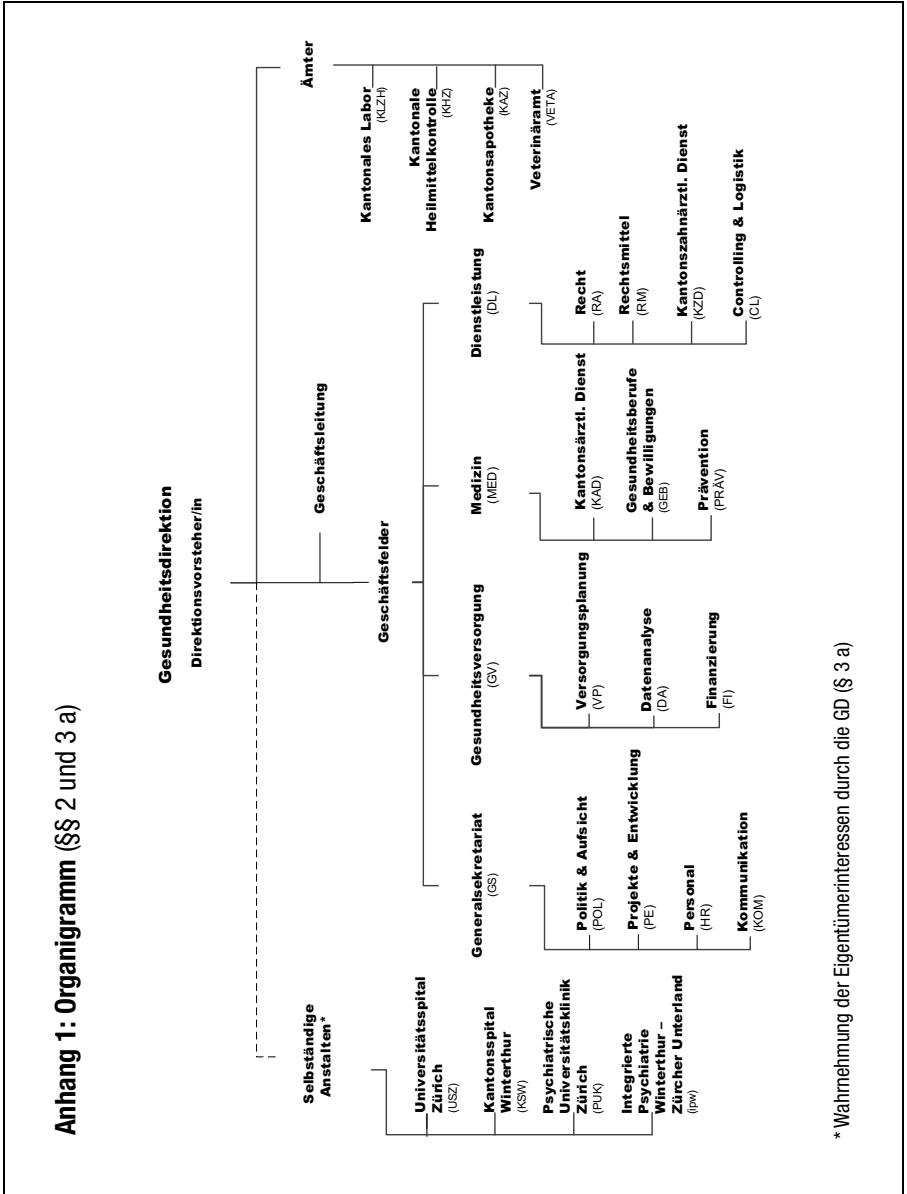 Anhang 1: Organigramm (§§ 2 und 3 a)
Gesundheitsdirektion
Direktionsvorsteher/in
Geschäftsleitung
Selbständige
Anstalten*
Universitätsspital
Zürich
(USZ)
Kantonsspital
Winterthur
(KSW)
Psychiatrische
Universitätsklinik
Zürich
(PUK)
Integrierte
Psychiatrie
Winterthur –
Zürcher Unterland
(ipw)
Geschäftsfelder
Generalsekretariat
(GS)
Politik & Aufsicht
(POL)
Projekte & Entwicklung
(PE)
Personal
(HR)
Kommunikation
(KOM)
Gesundheitsversorgung
(GV)
Versorgungsplanung
(VP)
Datenanalyse
(DA)
Finanzierung
(FI)
Medizin
(MED)
Kantonsärztl. Dienst
(KAD)
Gesundheitsberufe
& Bewilligungen
(GEB)
Prävention
(PRÄV)
Dienstleistung
(DL)
Recht
(RA)
Rechtsmittel
(RM)
Kantonszahnärztl. Dienst
(KZD)
Controlling & Logistik
(CL)
Ämter
Kantonales Labor
(KLZH)
Kantonale
Heilmittelkontrolle
(KHZ)
Kantonsapotheke
(KAZ)
Veterinäramt
(VETA)
* Wahrnehmung der Eigentümerinteressen durch die GD (§ 3 a)